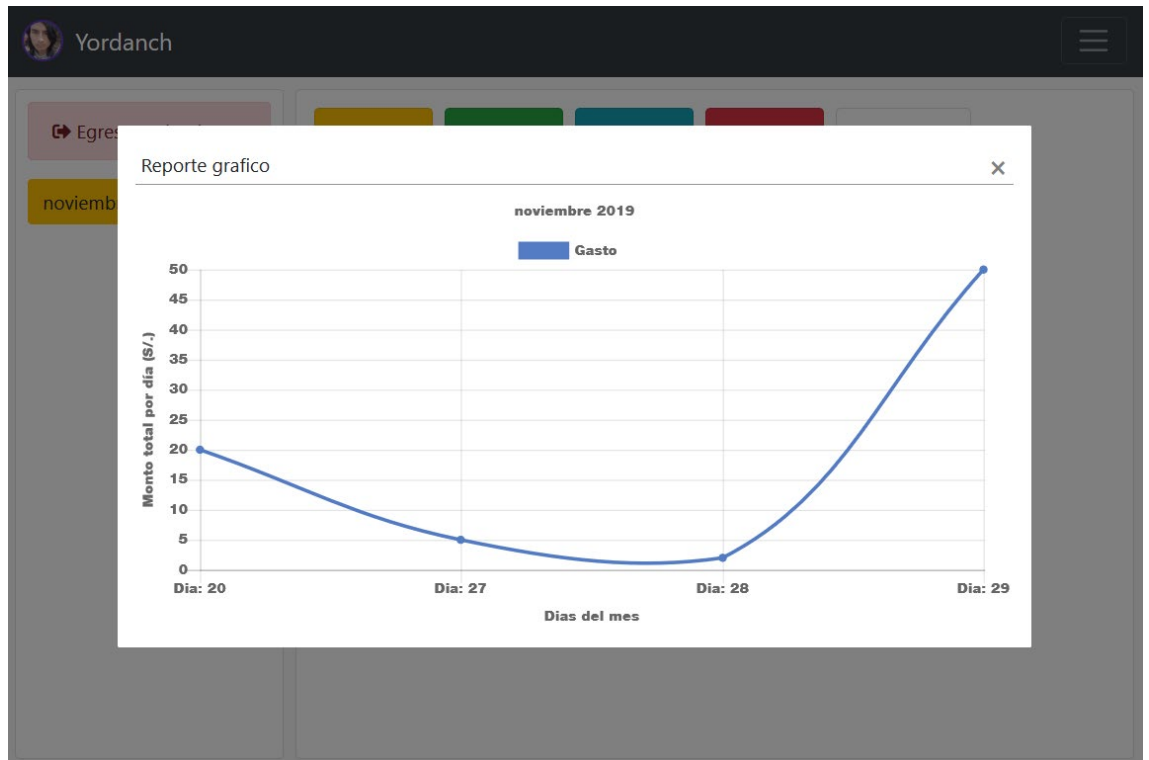 Yordanch
Egres
noviemb
Reporte grafico
×
noviembre 2019
Gasto
Monto total por día (S/.)
50
45
40
35
30
25
20
15
10
5
0
Dia: 20 Dia: 27 Dia: 28 Dia: 29
Dias del mes